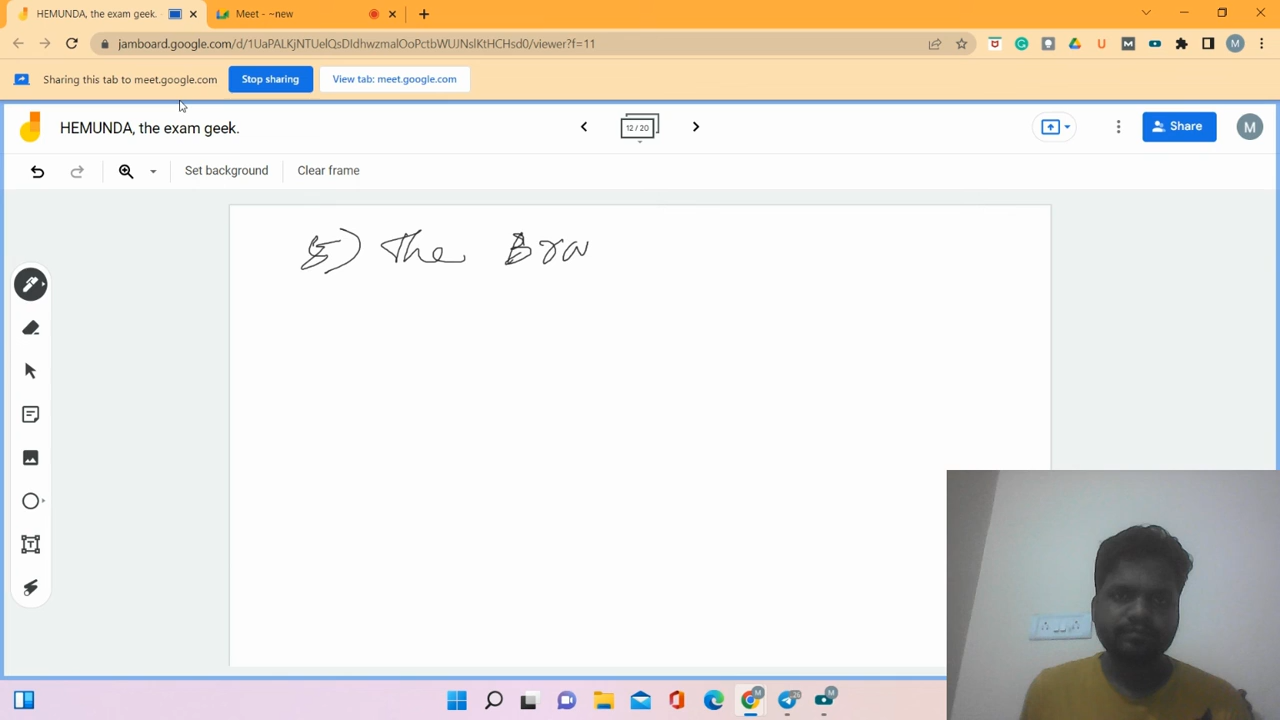 HEMUNDA, the exam geek.
Meet - ~new
jamboard.google.com/d/1UaPALKjNTUelQsDIdhwzmalOoPctbWUJNslKtHCHsd0/viewer?f=11
Sharing this tab to meet.google.com
Stop sharing
View tab: meet.google.com
HEMUNDA, the exam geek.
12 / 20
Share
M
Set background
Clear frame
5) The Bra